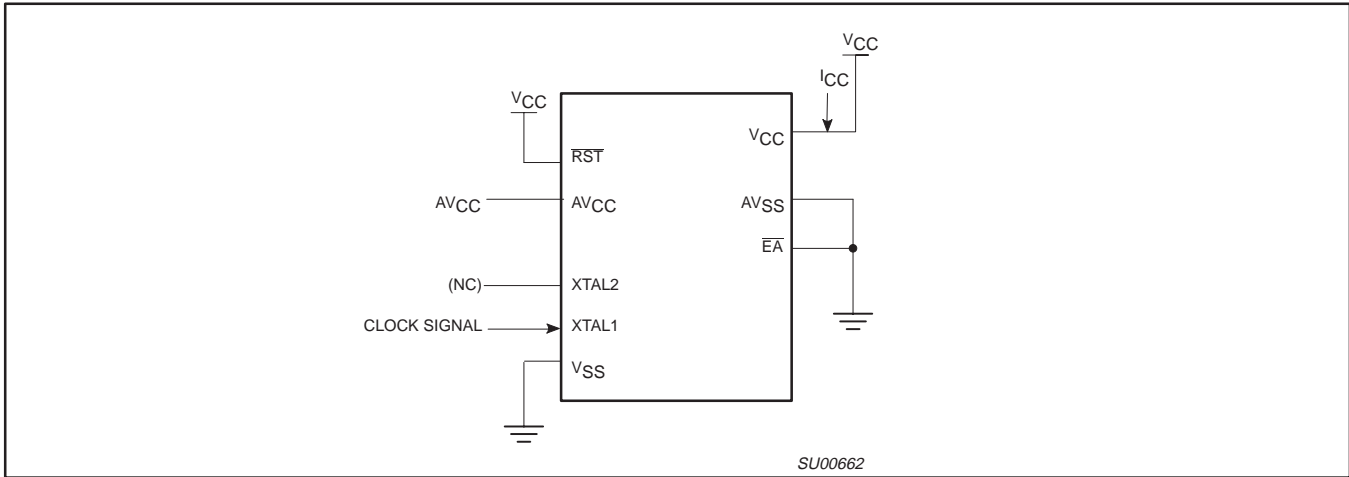 VCC
ICC
VCC
VCC
RST
AVCC
AVCC
AVSS
EA
(NC)
XTAL2
CLOCK SIGNAL
XTAL1
VSS
SU00662